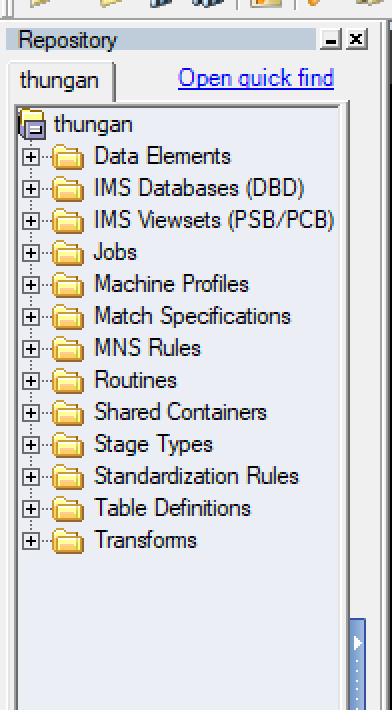 Repository
thungan
Open quick find
thungan
Data Elements
IMS Databases (DBD)
IMS Viewsets (PSB/PCB)
Jobs
Machine Profiles
Match Specifications
MNS Rules
Routines
Shared Containers
Stage Types
Standardization Rules
Table Definitions
Transforms